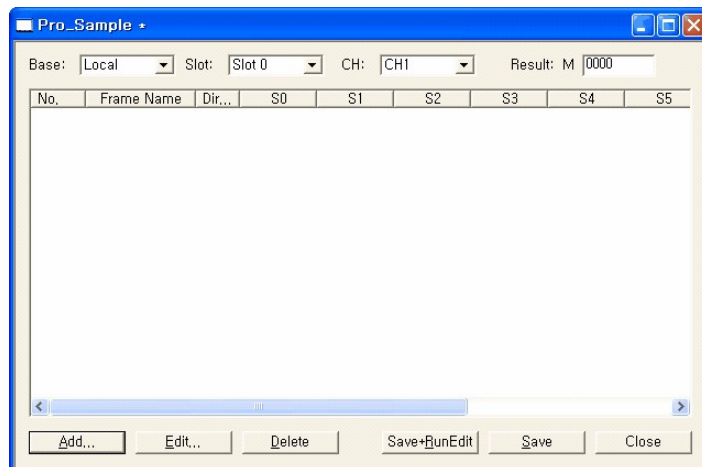 Pro_Sample *
Base: Local Slot: Slot 0 CH: CH1 Result: M 0000
No, Frame Name Dir,,, S0 S1 S2 S3 S4 S5
Add,,, Edit,,, Delete Save+RunEdit Save Close